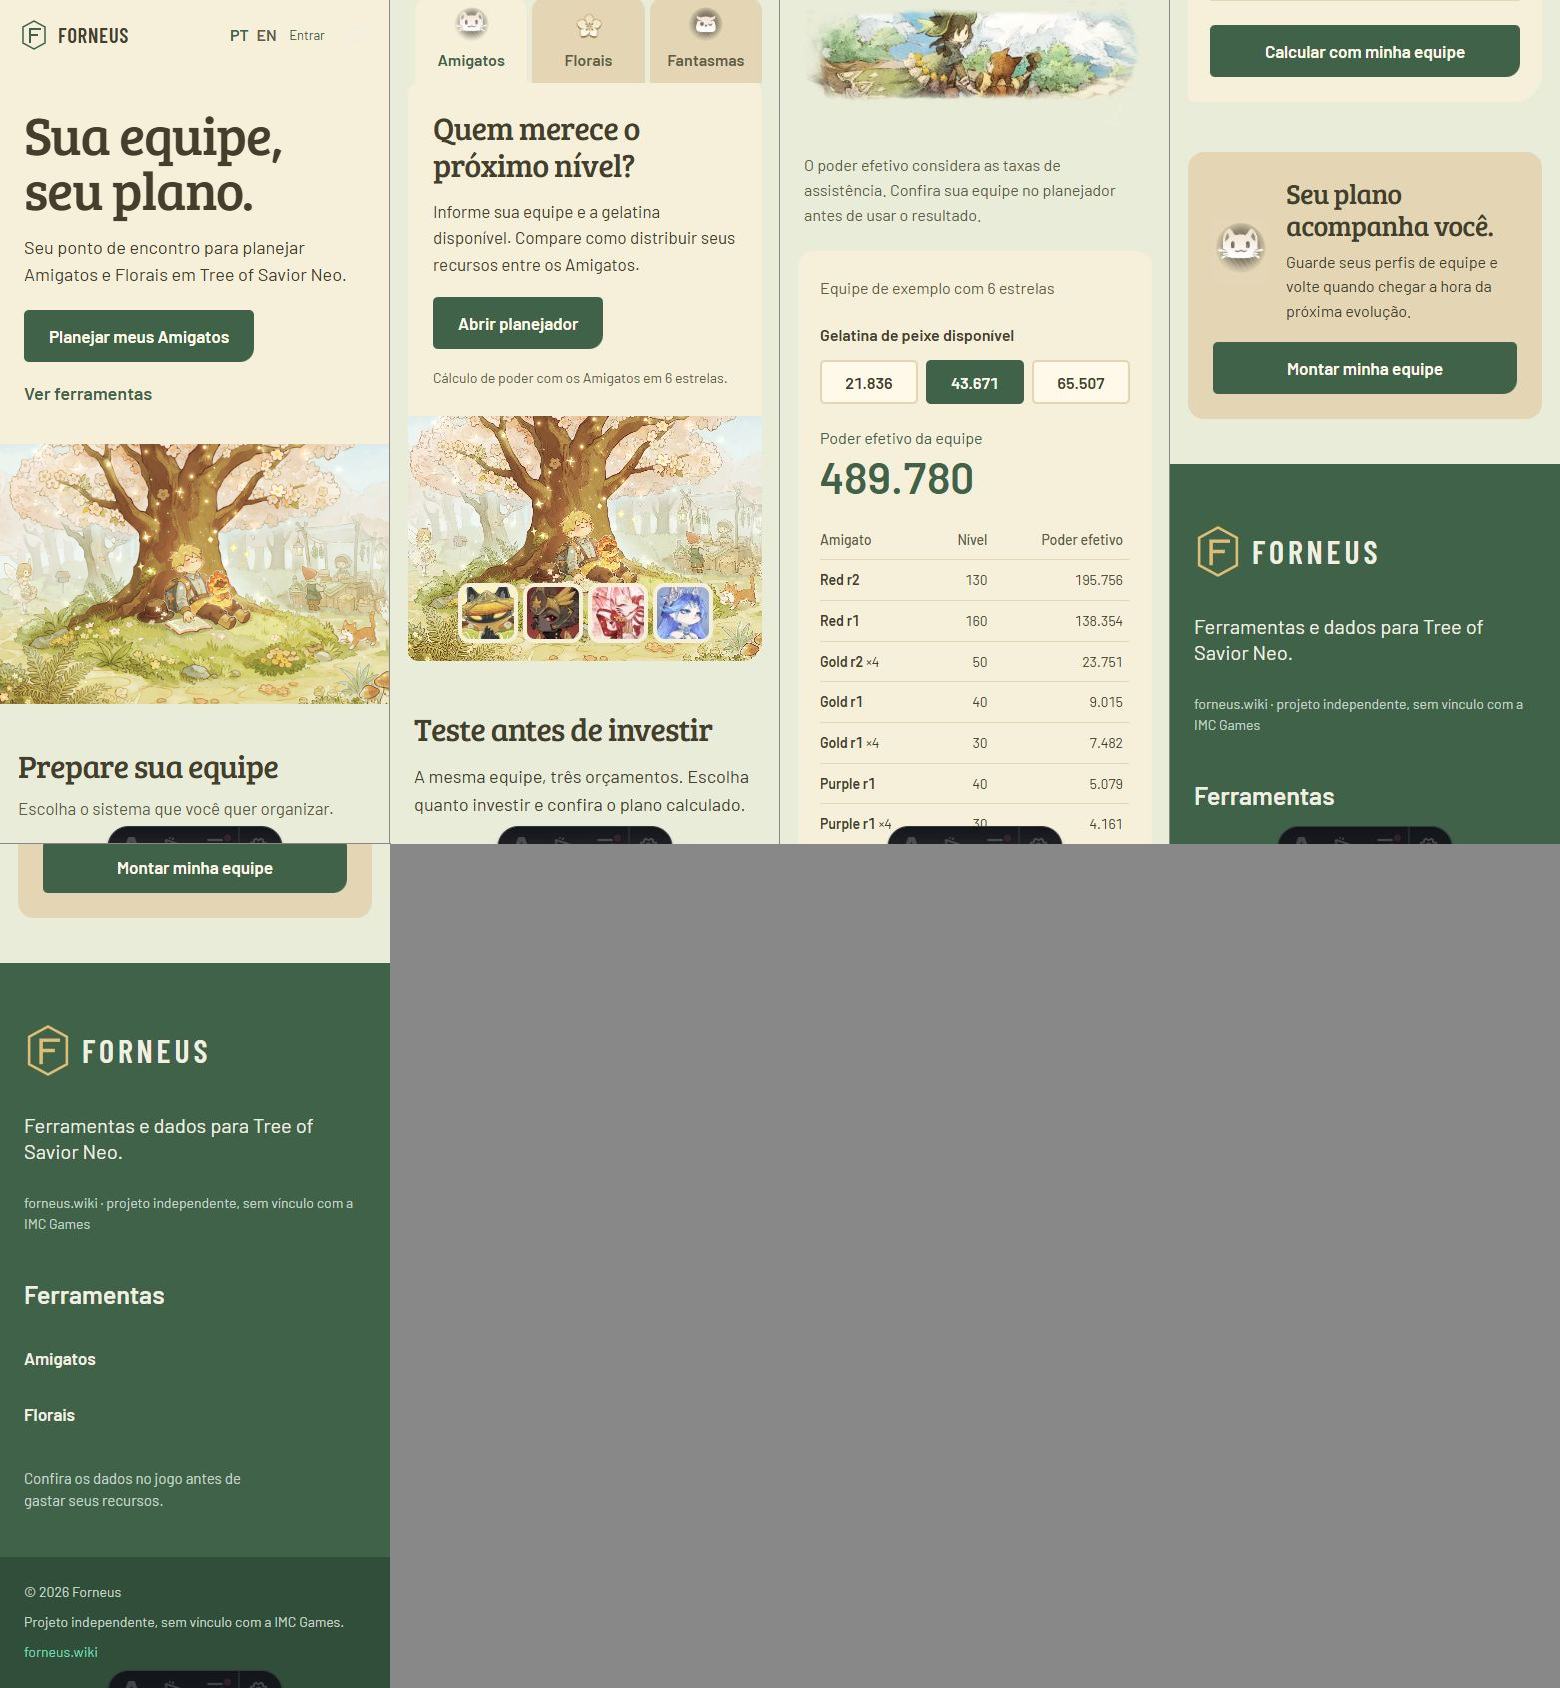 FORNEUS
PT EN Entrar
Sua equipe,
seu plano.
Seu ponto de encontro para planejar
Amigatos e Florais em Tree of Savior Neo.
Planejar meus Amigatos
Ver ferramentas
Prepare sua equipe
Escolha o sistema que você quer organizar.
Amigatos
Florais
Fantasmas
Quem merece o
próximo nível?
Informe sua equipe e a gelatina
disponível. Compare como distribuir seus
recursos entre os Amigatos.
Abrir planejador
Cálculo de poder com os Amigatos em 6 estrelas.
Teste antes de investir
A mesma equipe, três orçamentos. Escolha
quanto investir e confira o plano calculado.
O poder efetivo considera as taxas de
assistência. Confira sua equipe no planejador
antes de usar o resultado.
Equipe de exemplo com 6 estrelas
Gelatina de peixe disponível
21.836 43.671 65.507
Poder efetivo da equipe
489.780
Amigato Nível Poder efetivo
Red r2 130 195.756
Red r1 160 138.354
Gold r2 ×4 50 23.751
Gold r1 40 9.015
Gold r1 ×4 30 7.482
Purple r1 40 5.079
Purple r1 ×4 30 4.161
Calcular com minha equipe
Seu plano
acompanha você.
Guarde seus perfis de equipe e
volte quando chegar a hora da
próxima evolução.
Montar minha equipe
FORNEUS
Ferramentas e dados para Tree of
Savior Neo.
forneus.wiki · projeto independente, sem vínculo com a
IMC Games
Ferramentas
Montar minha equipe
FORNEUS
Ferramentas e dados para Tree of
Savior Neo.
forneus.wiki · projeto independente, sem vínculo com a
IMC Games
Ferramentas
Amigatos
Florais
Confira os dados no jogo antes de
gastar seus recursos.
© 2026 Forneus
Projeto independente, sem vínculo com a IMC Games.
forneus.wiki